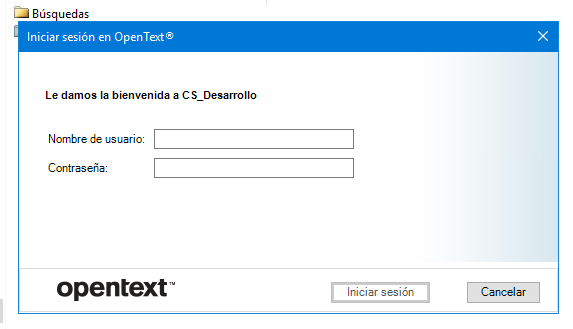 Búsquedas
Iniciar sesión en OpenText®
Le damos la bienvenida a CS_Desarrollo
Nombre de usuario:
Contraseña:
opentext™
Iniciar sesión
Cancelar